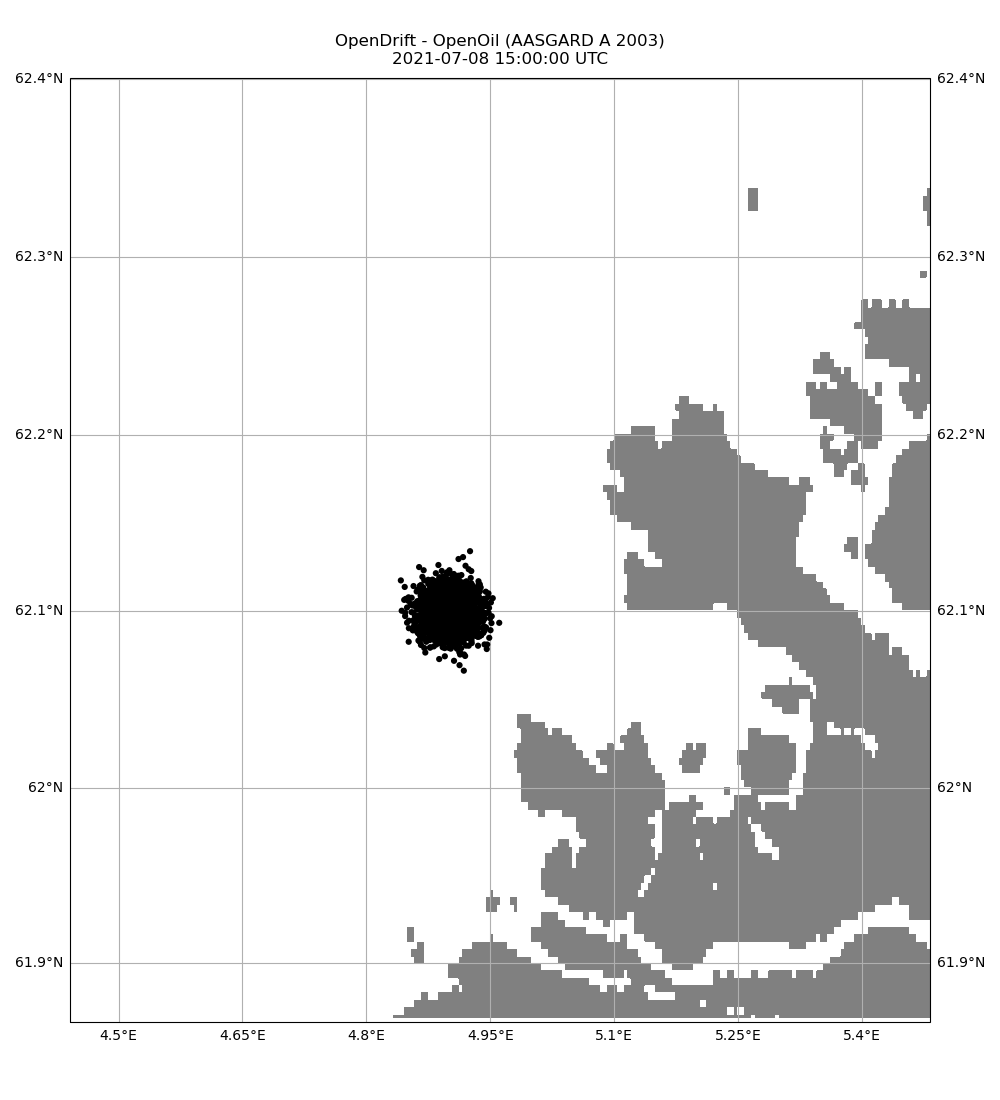 OpenDrift - OpenOil (AASGARD A 2003)
2021-07-08 15:00:00 UTC
62.4°N 62.4°N
62.3°N 62.3°N
62.2°N 62.2°N
62.1°N 62.1°N
62°N 62°N
61.9°N 61.9°N
4.5°E 4.65°E 4.8°E 4.95°E 5.1°E 5.25°E 5.4°E